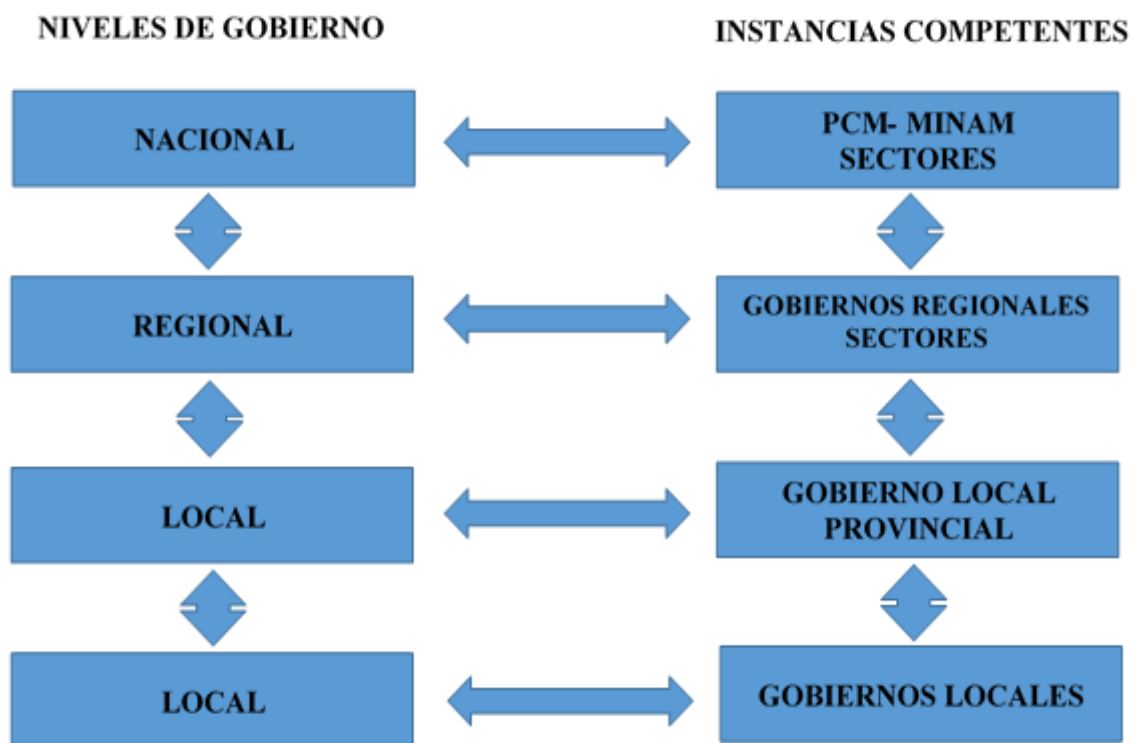 NIVELES DE GOBIERNO
INSTANCIAS COMPETENTES
NACIONAL
PCM- MINAM
SECTORES
REGIONAL
GOBIERNOS REGIONALES
SECTORES
LOCAL
GOBIERNO LOCAL
PROVINCIAL
LOCAL
GOBIERNOS LOCALES